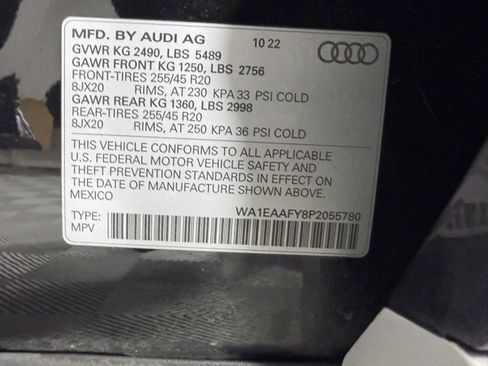 MFD. BY AUDI AG 10 22
GVWR KG 2490, LBS 5489
GAWR FRONT KG 1250, LBS 2756
FRONT-TIRES 255/45 R20
8JX20 RIMS, AT 230 KPA 33 PSI COLD
GAWR REAR KG 1360, LBS 2998
REAR-TIRES 255/45 R20
8JX20 RIMS, AT 250 KPA 36 PSI COLD
THIS VEHICLE CONFORMS TO ALL APPLICABLE
U.S. FEDERAL MOTOR VEHICLE SAFETY AND
THEFT PREVENTION STANDARDS IN EFFECT ON
THE DATE OF MANUFACTURE SHOWN ABOVE.
MEXICO
WA1EAAFY8P2055780
TYPE:
MPV